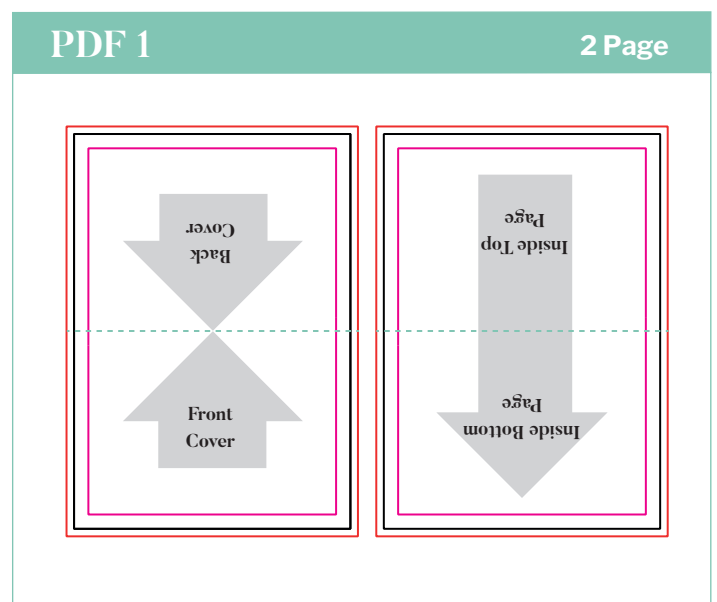 PDF 1
2 Page
Back
Cover
Front
Cover
Inside Top
Page
Inside Bottom
Page